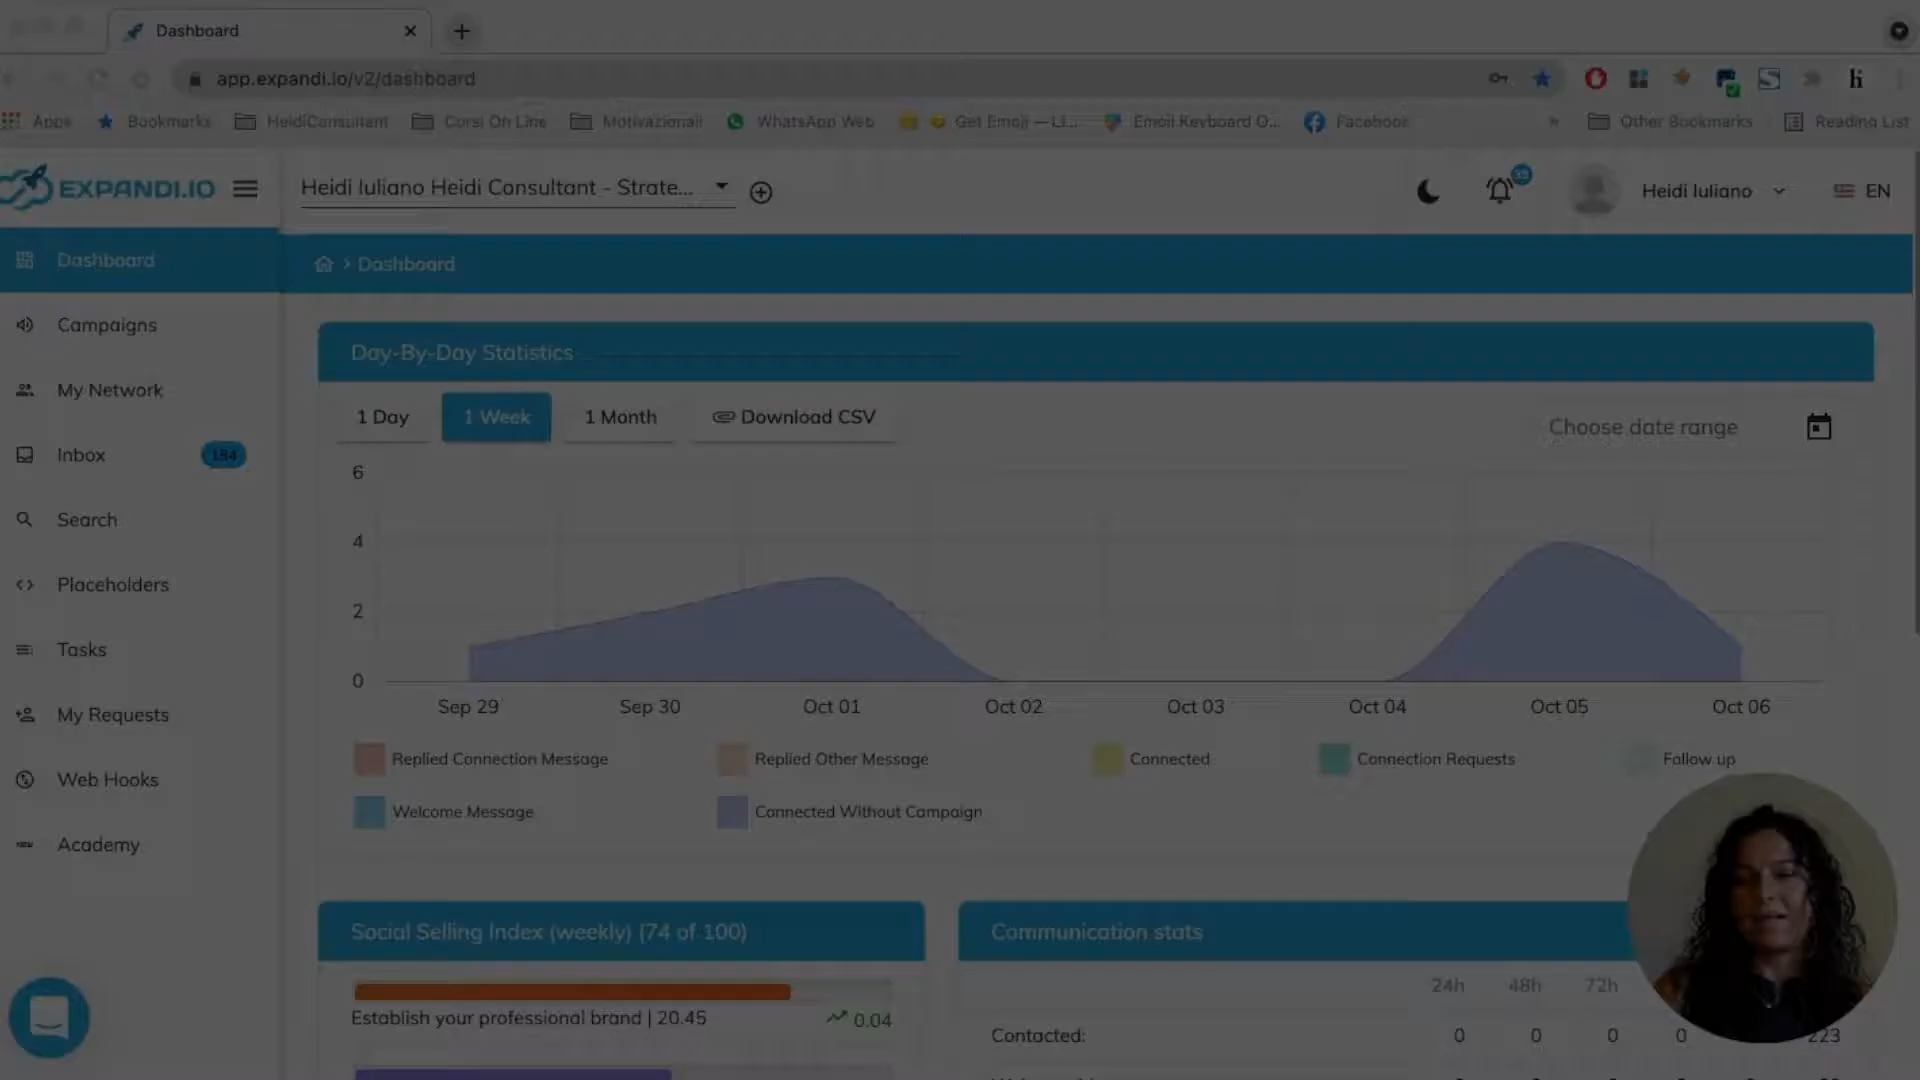 Dashboard
app.expandi.io/v2/dashboard
Apps Bookmarks HeidiConsultant Corsi On Line Motivazionali WhatsApp Web Get Emoji — Li... Emoji Keyboard O... Facebook » Other Bookmarks Reading List
EXPANDI.IO Heidi Iuliano Heidi Consultant - Strate... Heidi Iuliano EN
Dashboard
> Dashboard
Campaigns
Day-By-Day Statistics
My Network
1 Day 1 Week 1 Month Download CSV Choose date range
Inbox 184
Search
Placeholders
Tasks
My Requests
Web Hooks
Academy
6
4
2
0
Sep 29 Sep 30 Oct 01 Oct 02 Oct 03 Oct 04 Oct 05 Oct 06
Replied Connection Message Replied Other Message Connected Connection Requests Follow up
Welcome Message Connected Without Campaign
Social Selling Index (weekly) (74 of 100)
Establish your professional brand | 20.45 0.04
Communication stats
24h 48h 72h
Contacted: 0 0 0 0 223